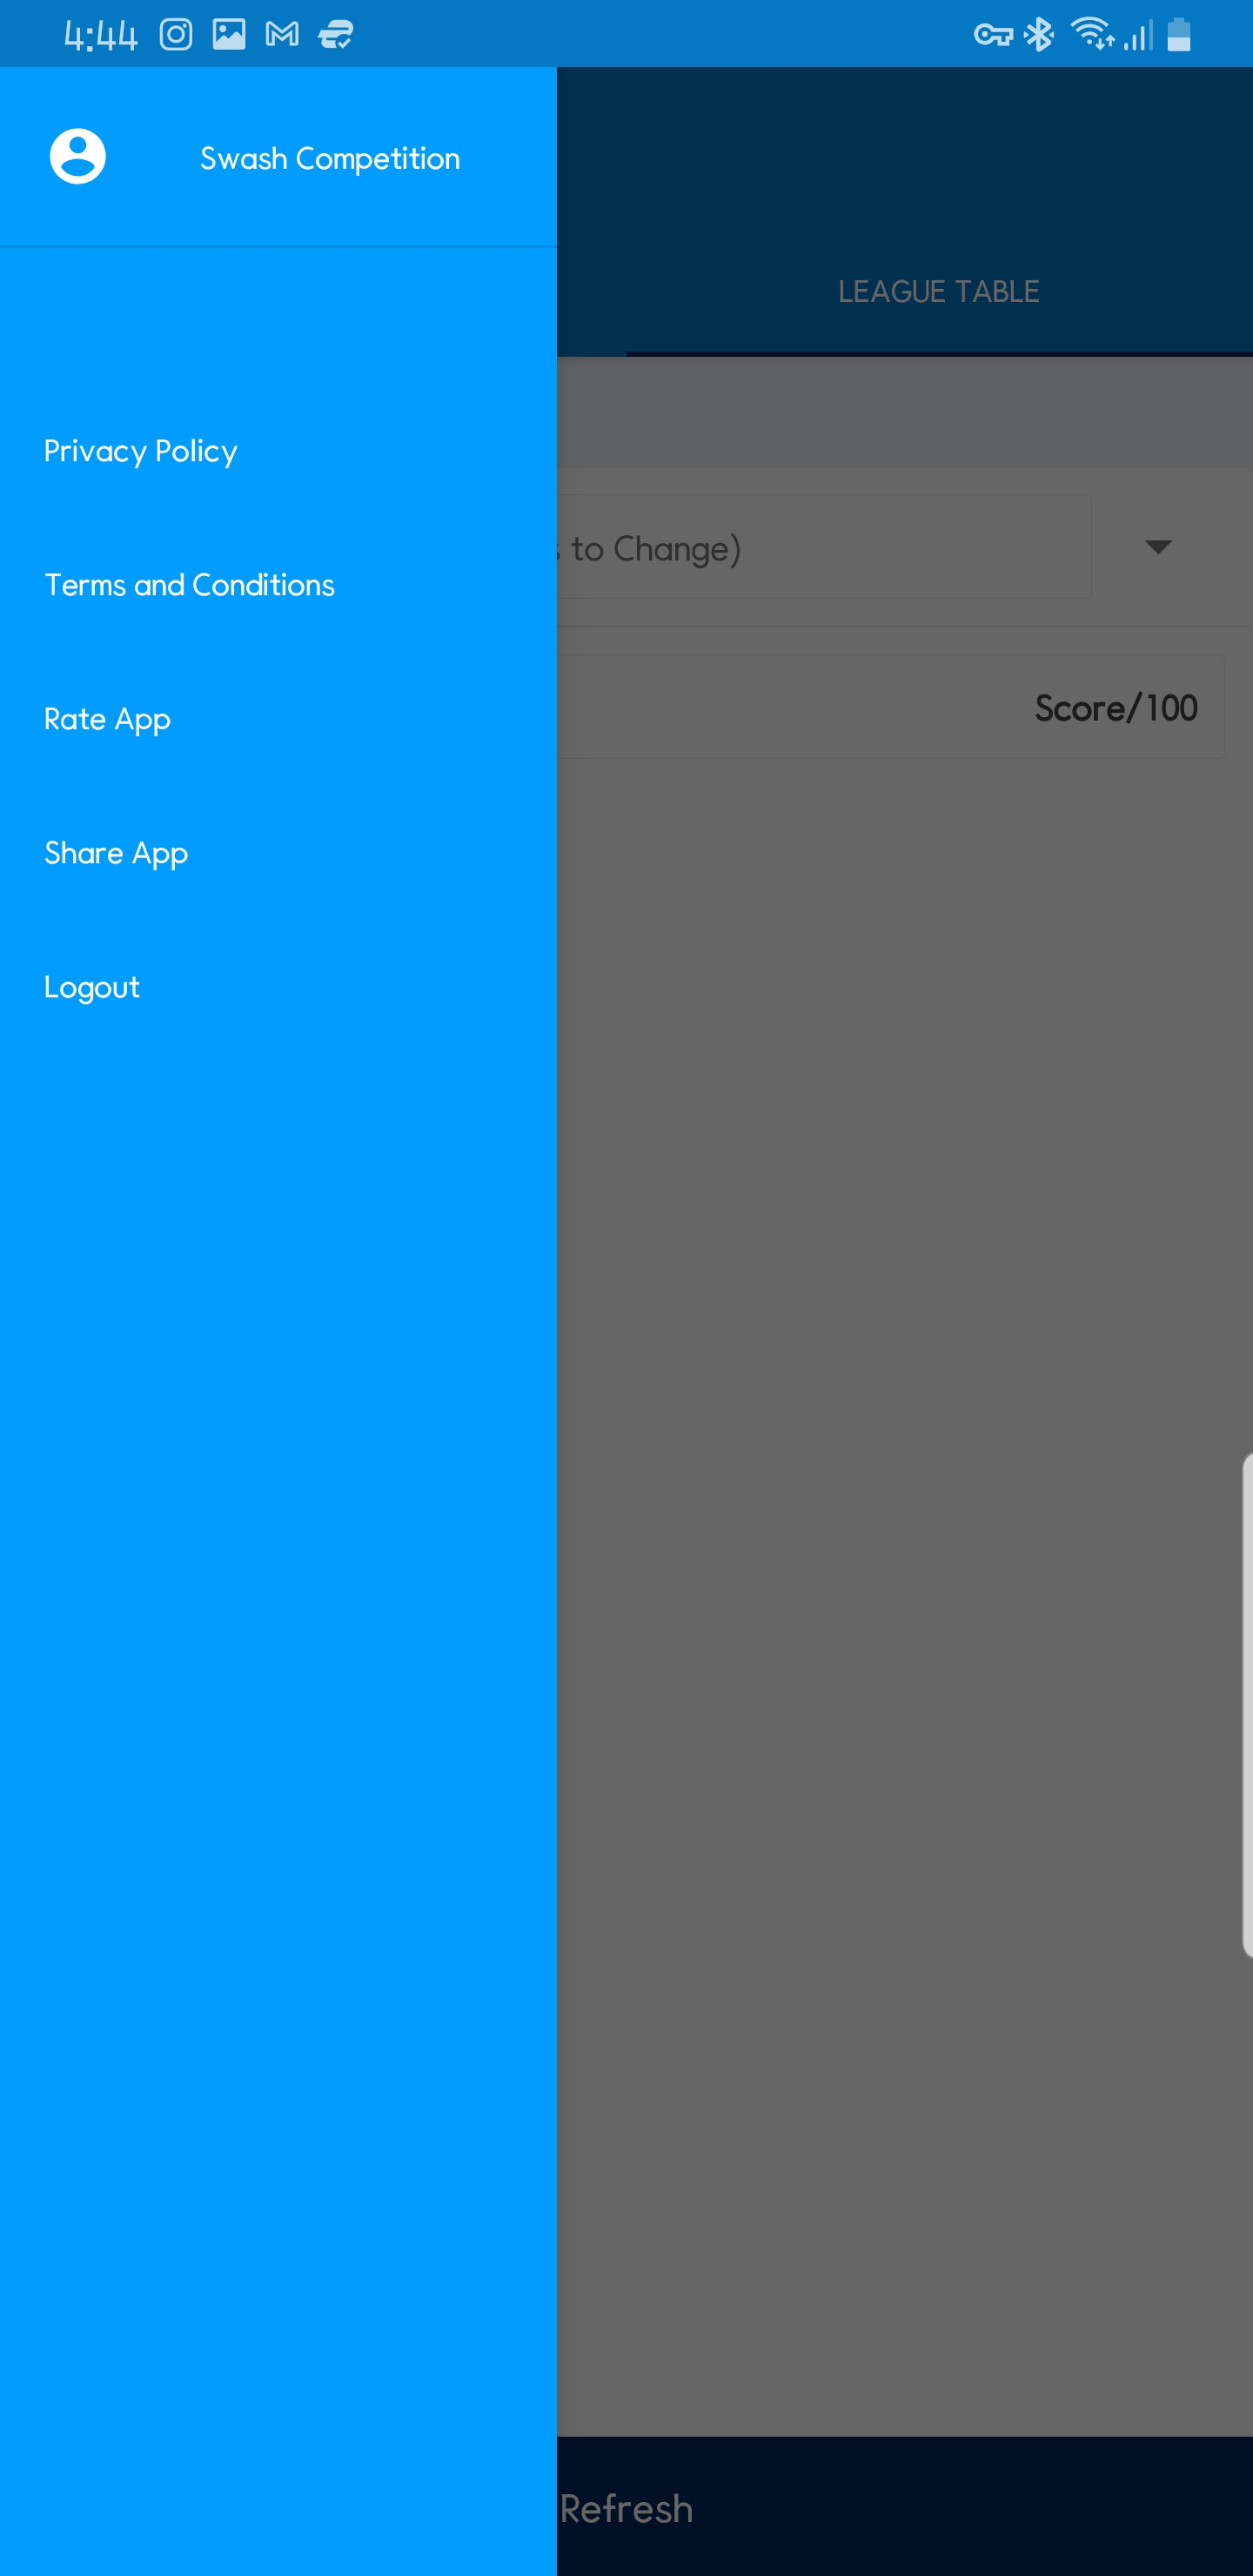 4:44
Swash Competition
LEAGUE TABLE
Privacy Policy
to Change)
Terms and Conditions
Rate App
Score/100
Share App
Logout
Refresh